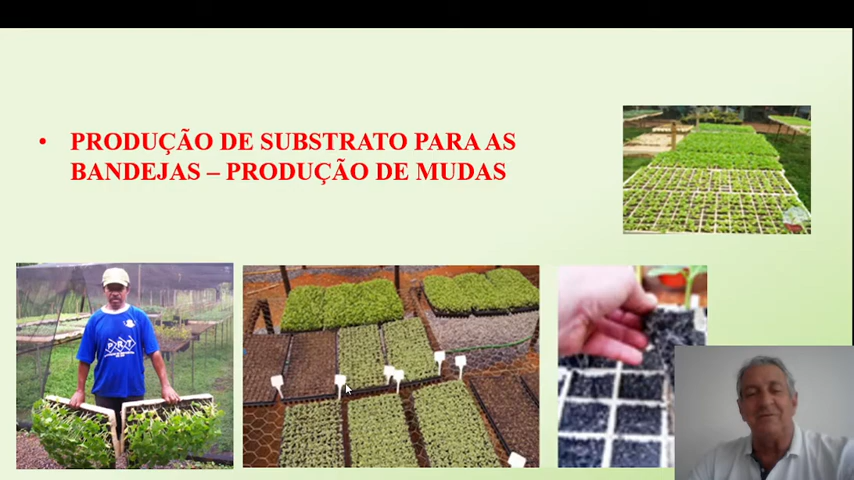 • PRODUÇÃO DE SUBSTRATO PARA AS
BANDEJAS – PRODUÇÃO DE MUDAS